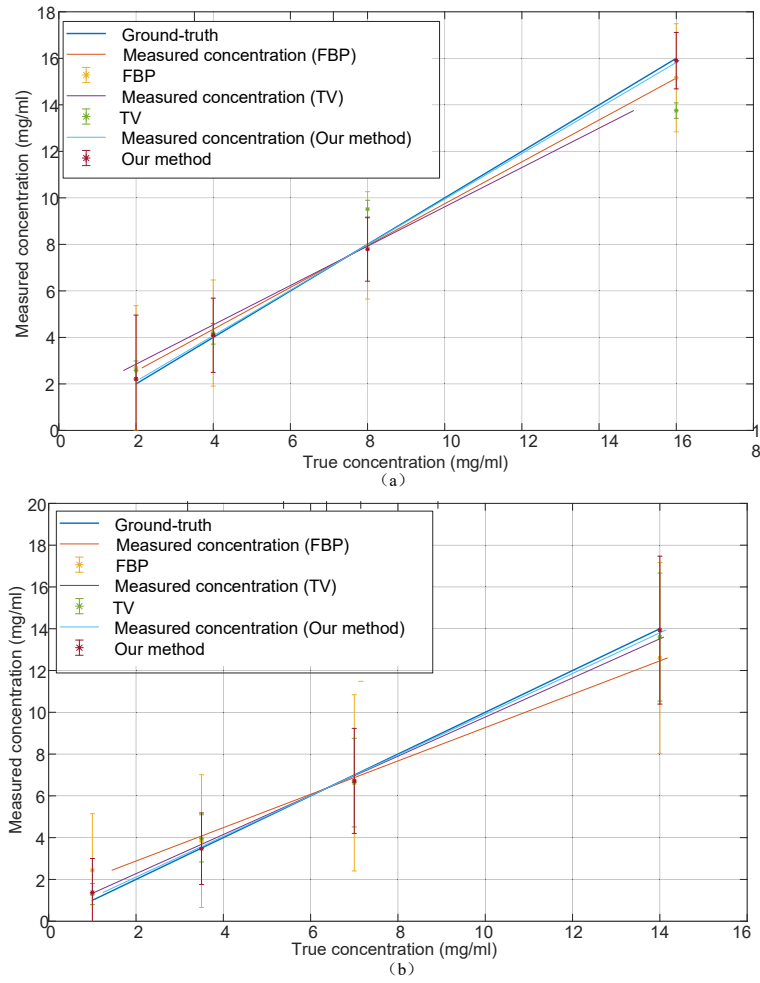 18
16
14
12
10
8
6
4
2
0
Measured concentration (mg/ml)
Ground-truth
Measured concentration (FBP)
FBP
Measured concentration (TV)
TV
Measured concentration (Our method)
Our method
0 2 4 6 8 10 12 14 16 1
8
True concentration (mg/ml)
(a)
20
18
16
14
12
10
8
6
4
2
0
Measured concentration (mg/ml)
Ground-truth
Measured concentration (FBP)
FBP
Measured concentration (TV)
TV
Measured concentration (Our method)
Our method
0 2 4 6 8 10 12 14 16
True concentration (mg/ml)
(b)